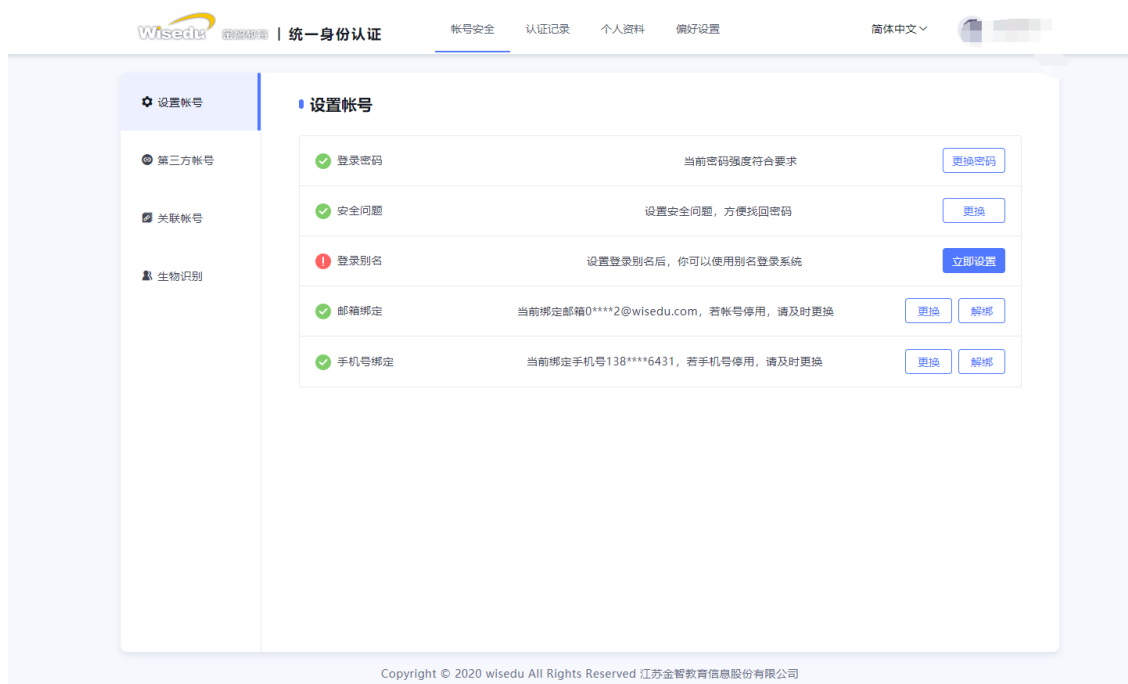 Wisedu 金智教育 | 统一身份认证 帐号安全 认证记录 个人资料 偏好设置 简体中文
设置帐号
第三方帐号
关联帐号
生物识别
设置帐号
登录密码 当前密码强度符合要求 更换密码
安全问题 设置安全问题，方便找回密码 更换
登录别名 设置登录别名后，你可以使用别名登录系统 立即设置
邮箱绑定 当前绑定邮箱0****2@wisedu.com，若帐号停用，请及时更换 更换 解绑
手机号绑定 当前绑定手机号138****6431，若手机号停用，请及时更换 更换 解绑
Copyright © 2020 wisedu All Rights Reserved 江苏金智教育信息股份有限公司